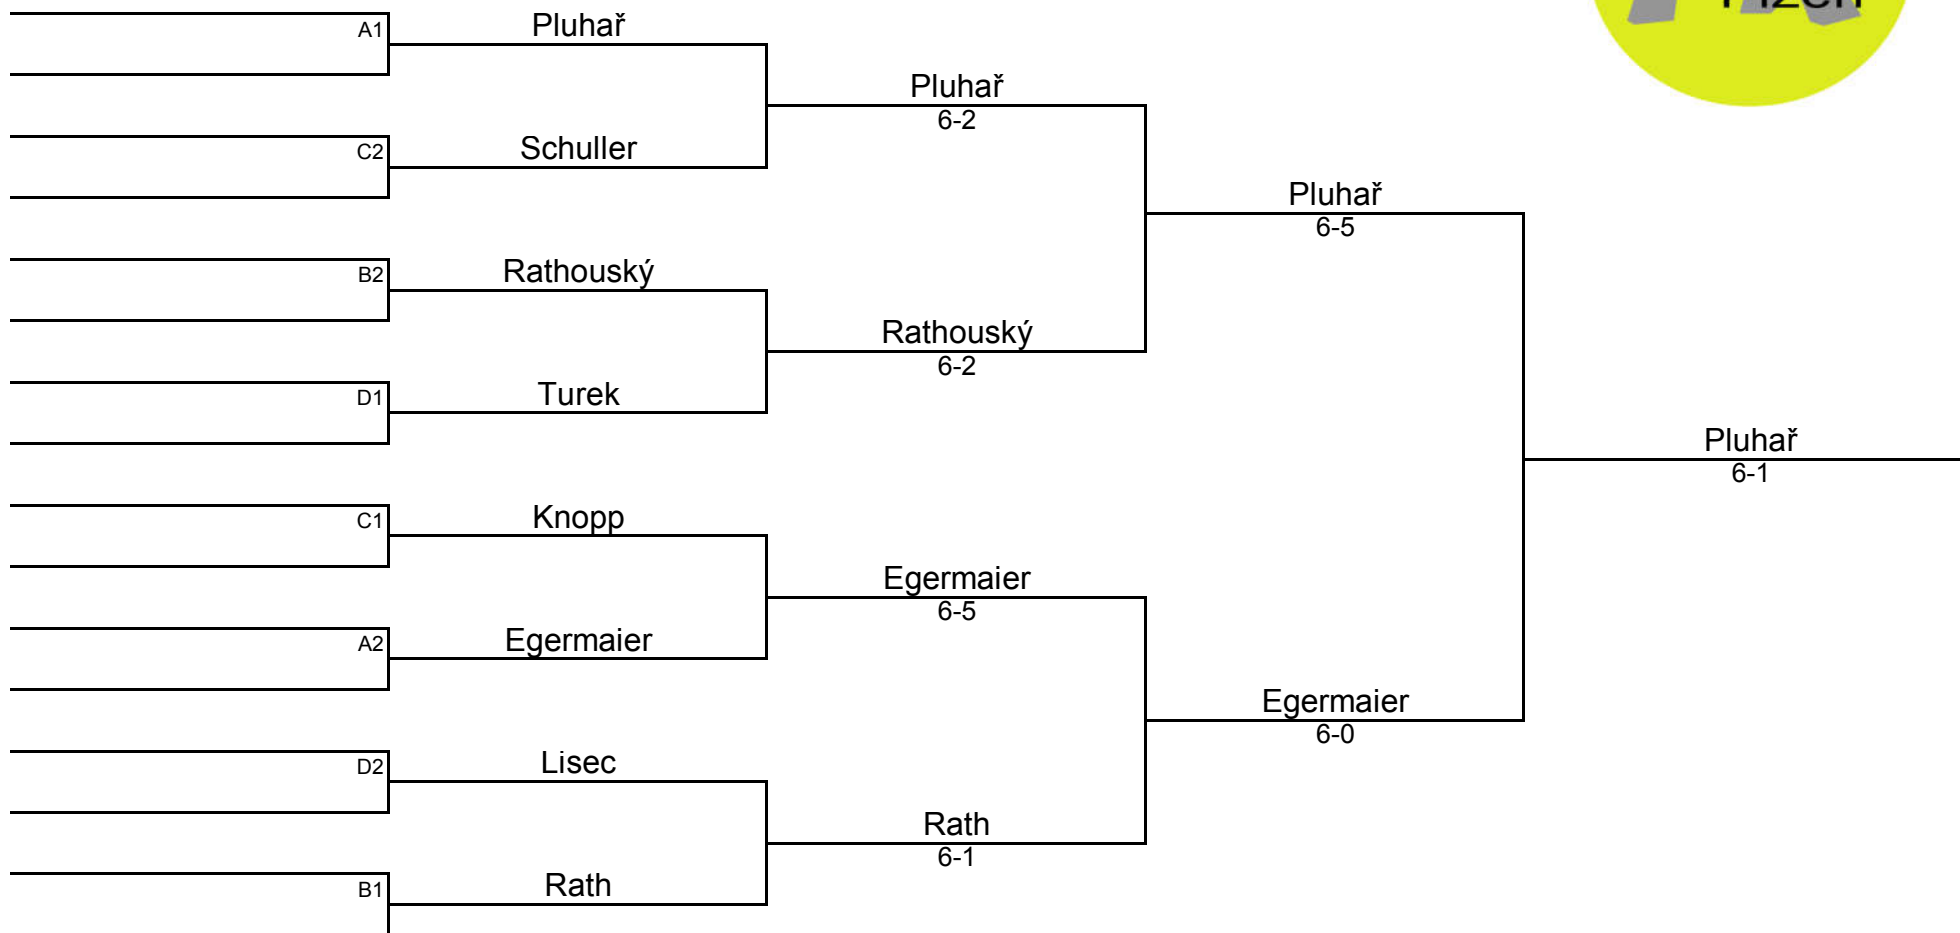 A1
Pluhař
Pluhař
6-2
C2
Schuller
Pluhař
6-5
B2
Rathouský
Rathouský
6-2
D1
Turek
Pluhař
6-1
C1
Knopp
Egermaier
6-5
A2
Egermaier
Egermaier
6-0
D2
Lisec
Rath
6-1
B1
Rath